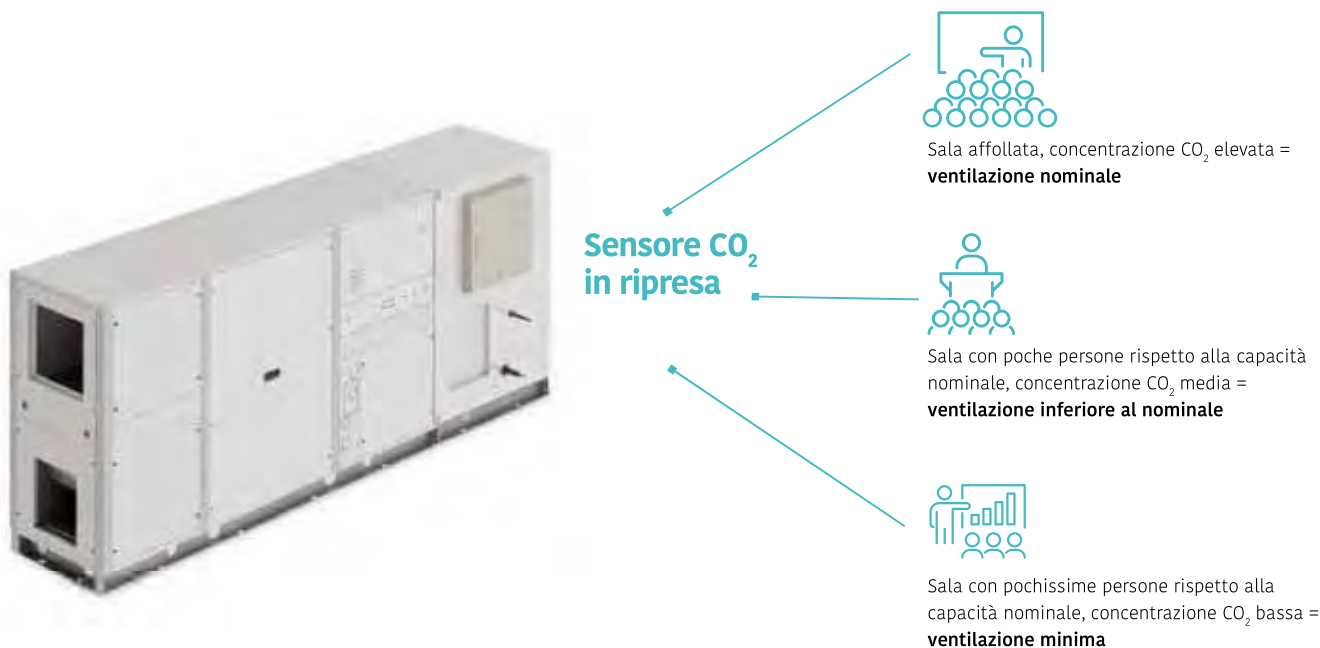 Sala affollata, concentrazione CO₂ elevata =
ventilazione nominale
Sensore CO₂
in ripresa
Sala con poche persone rispetto alla capacità
nominale, concentrazione CO₂ media =
ventilazione inferiore al nominale
Sala con pochissime persone rispetto alla
capacità nominale, concentrazione CO₂ bassa =
ventilazione minima